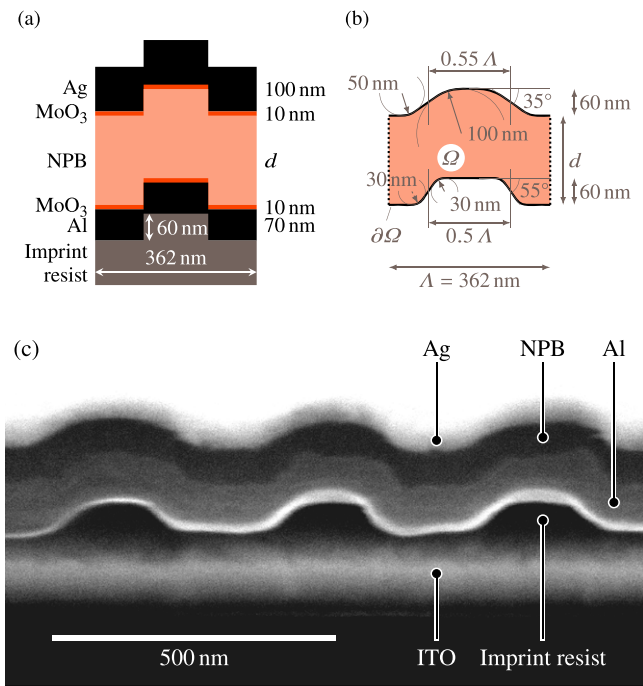 (a)
Ag
100 nm
MoO3
10 nm
NPB
d
MoO3
10 nm
Al
60 nm
70 nm
Imprint
resist
362 nm
(b)
0.55 Λ
50 nm
35°
60 nm
100 nm
Ω
d
30 nm
30 nm
55°
60 nm
∂Ω
0.5 Λ
Λ = 362 nm
(c)
Ag
NPB
Al
500 nm
ITO
Imprint resist